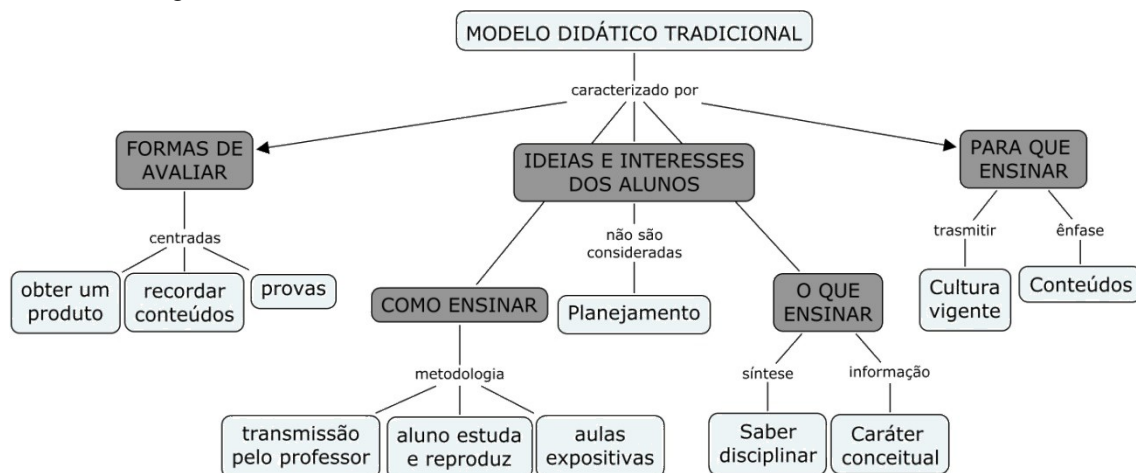 MODELO DIDÁTICO TRADICIONAL
caracterizado por
FORMAS DE
AVALIAR
IDEIAS E INTERESSES
DOS ALUNOS
PARA QUE
ENSINAR
centradas
não são
consideradas
trasmitir
ênfase
obter um
produto
recordar
conteúdos
provas
COMO ENSINAR
Planejamento
O QUE
ENSINAR
Cultura
vigente
Conteúdos
metodologia
síntese
informação
transmissão
pelo professor
aluno estuda
e reproduz
aulas
expositivas
Saber
disciplinar
Caráter
conceitual